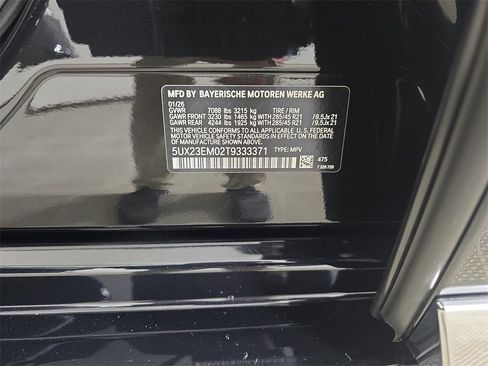 MFD BY BAYERISCHE MOTOREN WERKE AG
01/26
GVWR 7088 lbs 3215 kg TIRE / RIM
GAWR FRONT 3230 lbs 1465 kg with 285/45 R21 / 9.5Jx21
GAWR REAR 4244 lbs 1925 kg with 285/45 R21 / 9.5Jx21
THIS VEHICLE CONFORMS TO ALL APPLICABLE U. S. FEDERAL
MOTOR VEHICLE SAFETY STANDARDS IN EFFECT ON THE DATE OF
MANUFACTURE SHOWN ABOVE.
5UX23EM02T9333371 TYPE: MPV
475